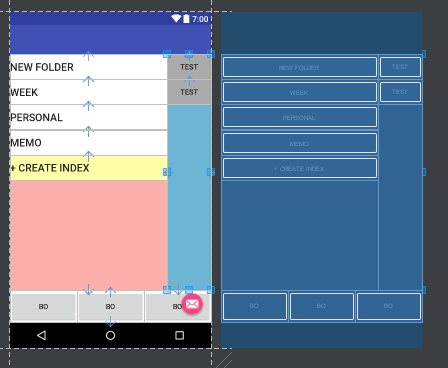 7:00
NEW FOLDER
TEST
WEEK
TEST
PERSONAL
MEMO
+ CREATE INDEX
BO
BO
BO
NEW FOLDER
TEST
WEEK
TEST
PERSONAL
MEMO
+ CREATE INDEX
BO
BO
BO